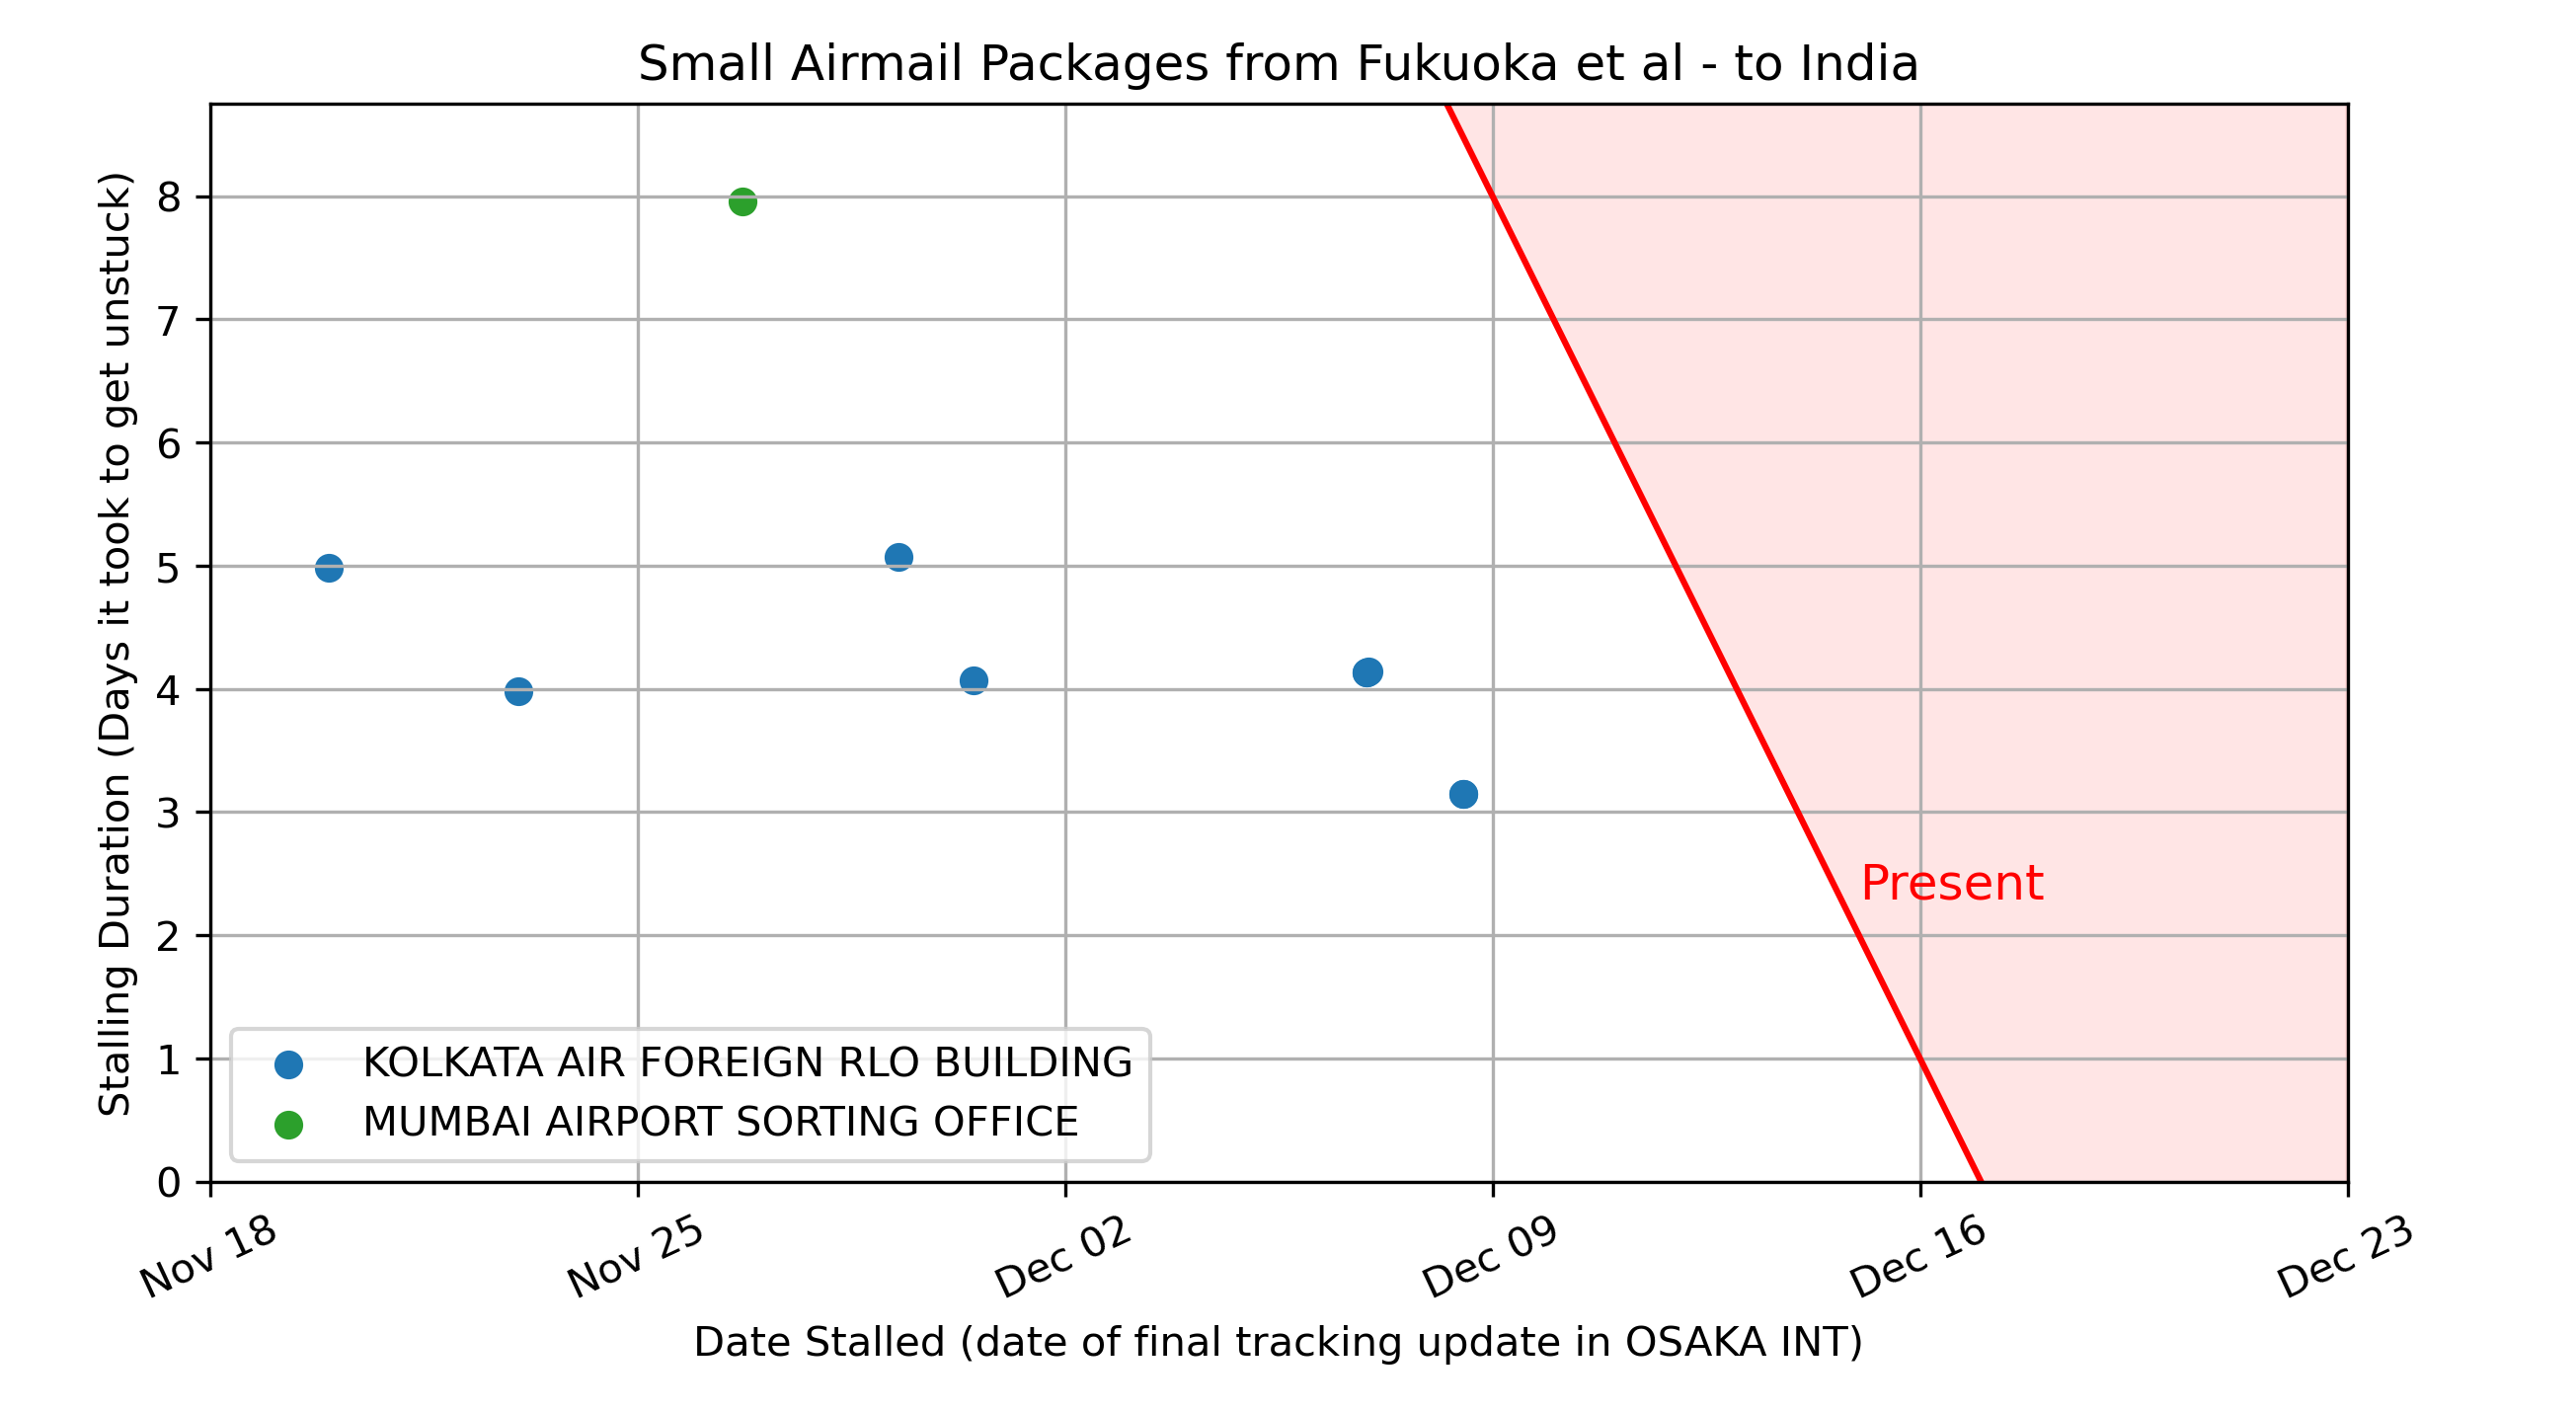 Small Airmail Packages from Fukuoka et al - to India
Stalling Duration (Days it took to get unstuck)
8
7
6
5
4
3
2
1
0
Present
KOLKATA AIR FOREIGN RLO BUILDING
MUMBAI AIRPORT SORTING OFFICE
Nov 18
Nov 25
Dec 02
Dec 09
Dec 16
Dec 23
Date Stalled (date of final tracking update in OSAKA INT)